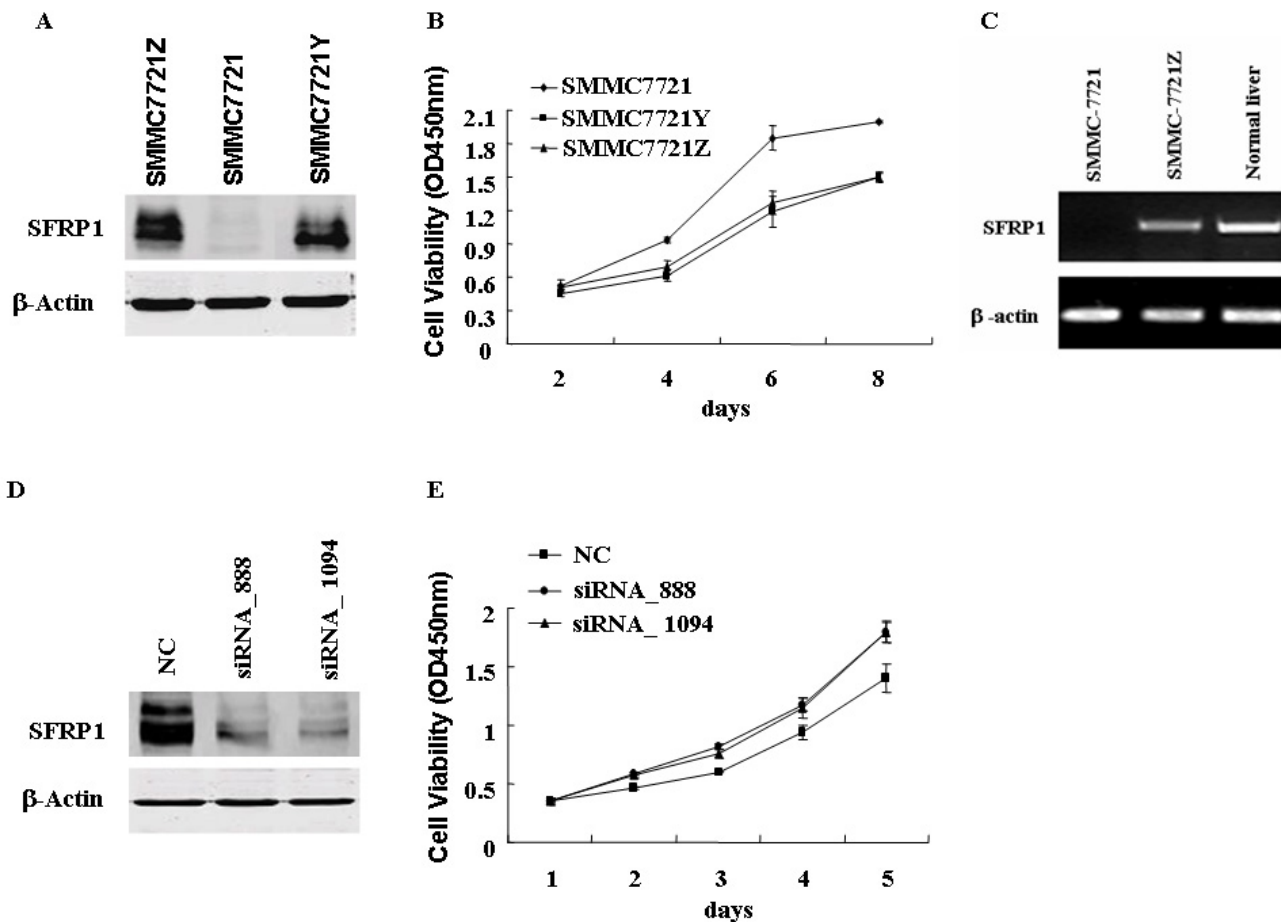 A
SMMC7721Z
SMMC7721
SMMC7721Y
SFRP1
β-Actin
B
SMMC7721
SMMC7721Y
SMMC7721Z
Cell Viability (OD450nm)
2.1
1.8
1.5
1.2
0.9
0.6
0.3
0
2 4 6 8
days
C
SMMC-7721
SMMC-7721Z
Normal liver
SFRP1
β -actin
D
NC
siRNA_888
siRNA_ 1094
SFRP1
β-Actin
E
NC
siRNA_888
siRNA_ 1094
Cell Viability (OD450nm)
2
1.5
1
0.5
0
1 2 3 4 5
days